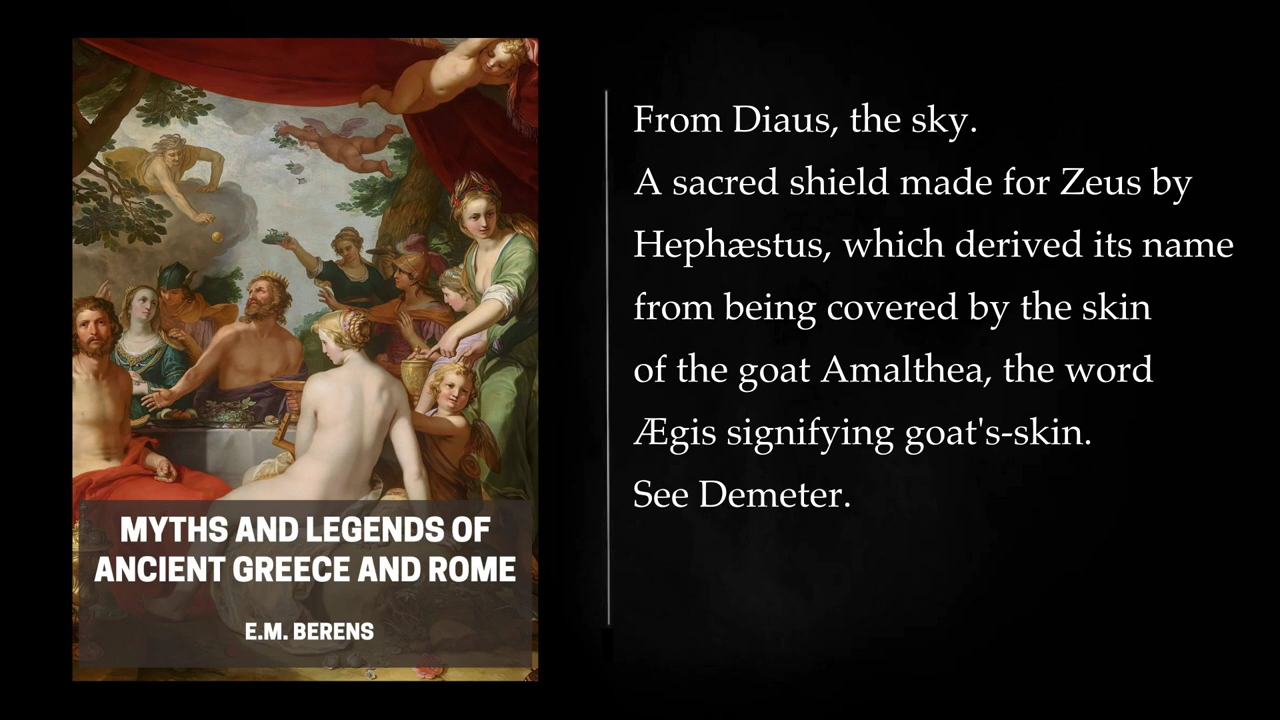 MYTHS AND LEGENDS OF
ANCIENT GREECE AND ROME
E.M. BERENS
From Diaus, the sky.
A sacred shield made for Zeus by
Hephæstus, which derived its name
from being covered by the skin
of the goat Amalthea, the word
Ægis signifying goat's-skin.
See Demeter.